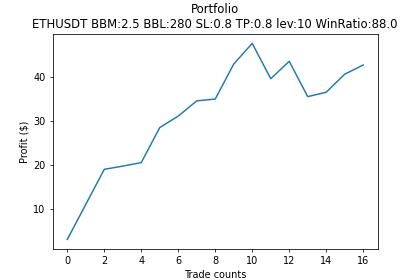 Portfolio
ETHUSDT BBM:2.5 BBL:280 SL:0.8 TP:0.8 lev:10 WinRatio:88.0
40
30
20
10
Profit ($)
0 2 4 6 8 10 12 14 16
Trade counts